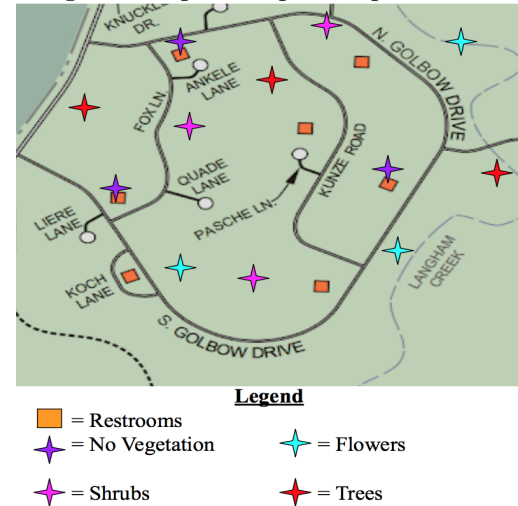 KNUCKLE
DR.
N. GOLBOW DRIVE
ANKELE
LANE
FOX LN.
KUNZE ROAD
QUADE
LANE
PASCHE LN.
LIERE
LANE
LANGHAM
CREEK
KOCH
LANE
S. GOLBOW DRIVE
Legend
= Restrooms
= No Vegetation
= Flowers
= Shrubs
= Trees